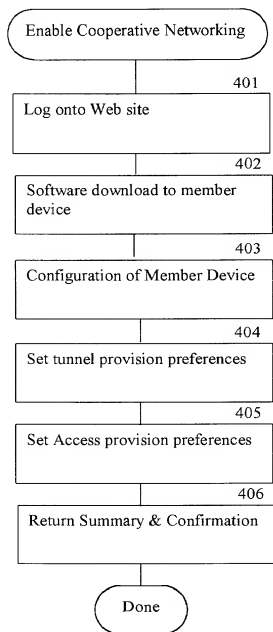 Enable Cooperative Networking
401
Log onto Web site
402
Software download to member
device
403
Configuration of Member Device
404
Set tunnel provision preferences
405
Set Access provision preferences
406
Return Summary & Confirmation
Done